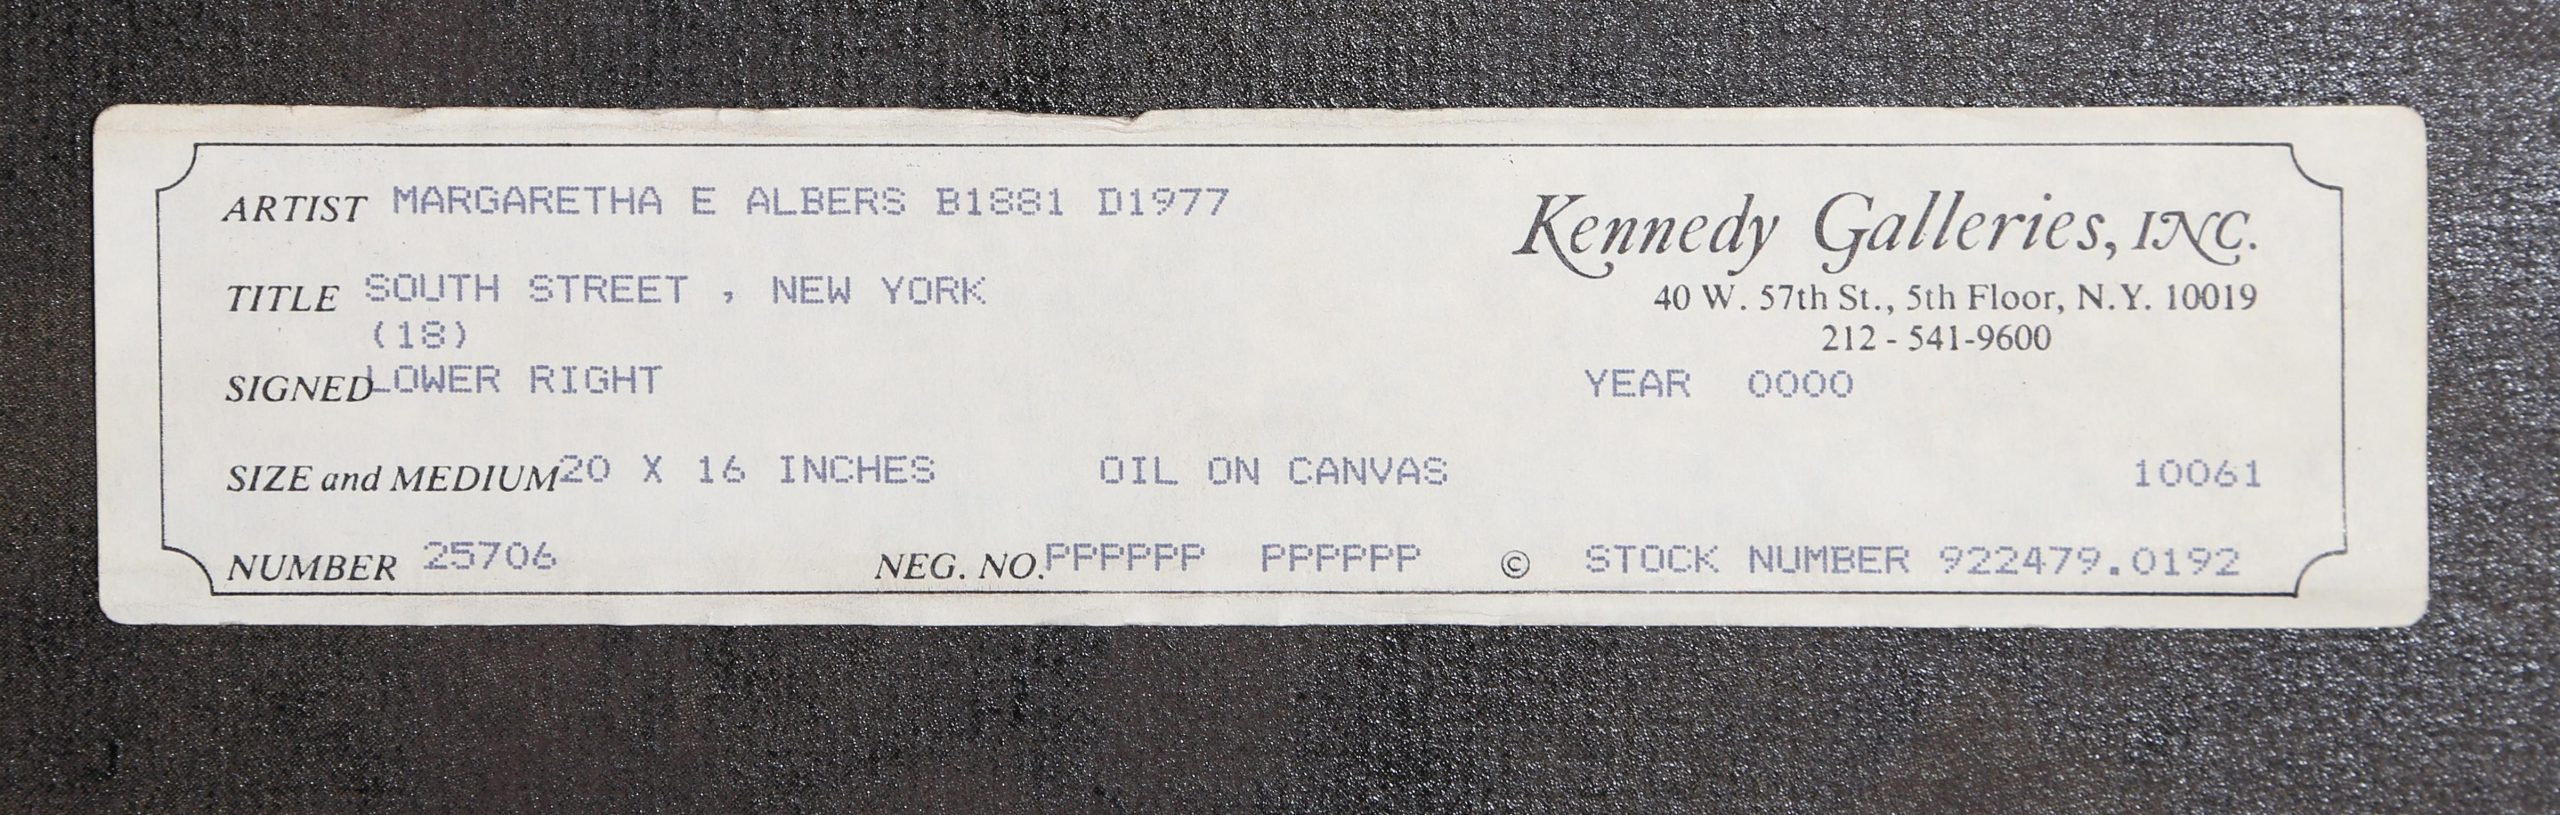 ARTIST MARGARETHA E ALBERS B1881 D1977
Kennedy Galleries, INC.
TITLE SOUTH STREET , NEW YORK
40 W. 57th St., 5th Floor, N.Y. 10019
(18)
212 - 541-9600
SIGNED LOWER RIGHT YEAR 0000
SIZE and MEDIUM 20 X 16 INCHES OIL ON CANVAS 10061
NUMBER 25706 NEG. NO. PPPPPP PPPPPP © STOCK NUMBER 922479.0192